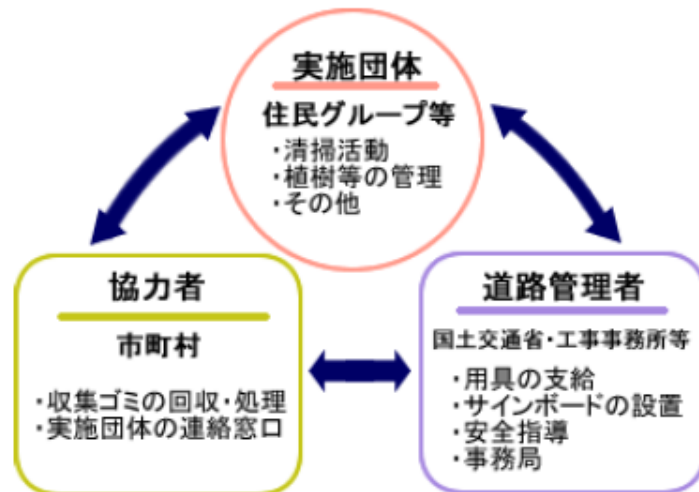 実施団体
住民グループ等
・清掃活動
・植樹等の管理
・その他
協力者
市町村
・収集ゴミの回収・処理
・実施団体の連絡窓口
道路管理者
国土交通省・工事事務所等
・用具の支給
・サインボードの設置
・安全指導
・事務局